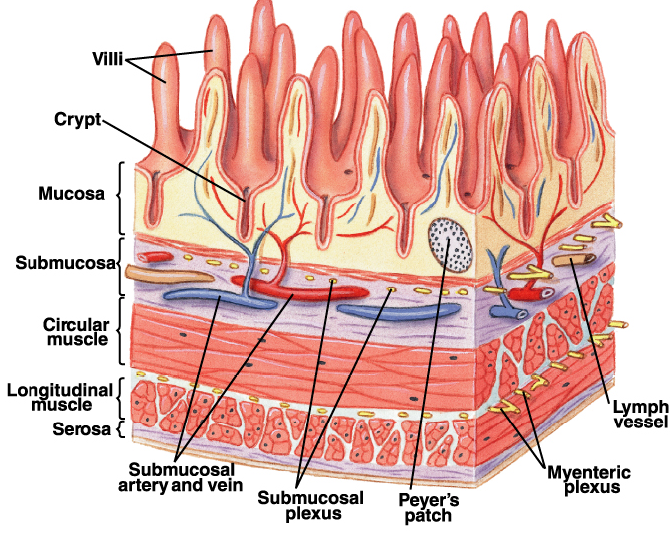 Villi
Crypt
Mucosa
Submucosa
Circular
muscle
Longitudinal
muscle
Serosa
Submucosal
artery and vein
Submucosal
plexus
Peyer's
patch
Myenteric
plexus
Lymph
vessel